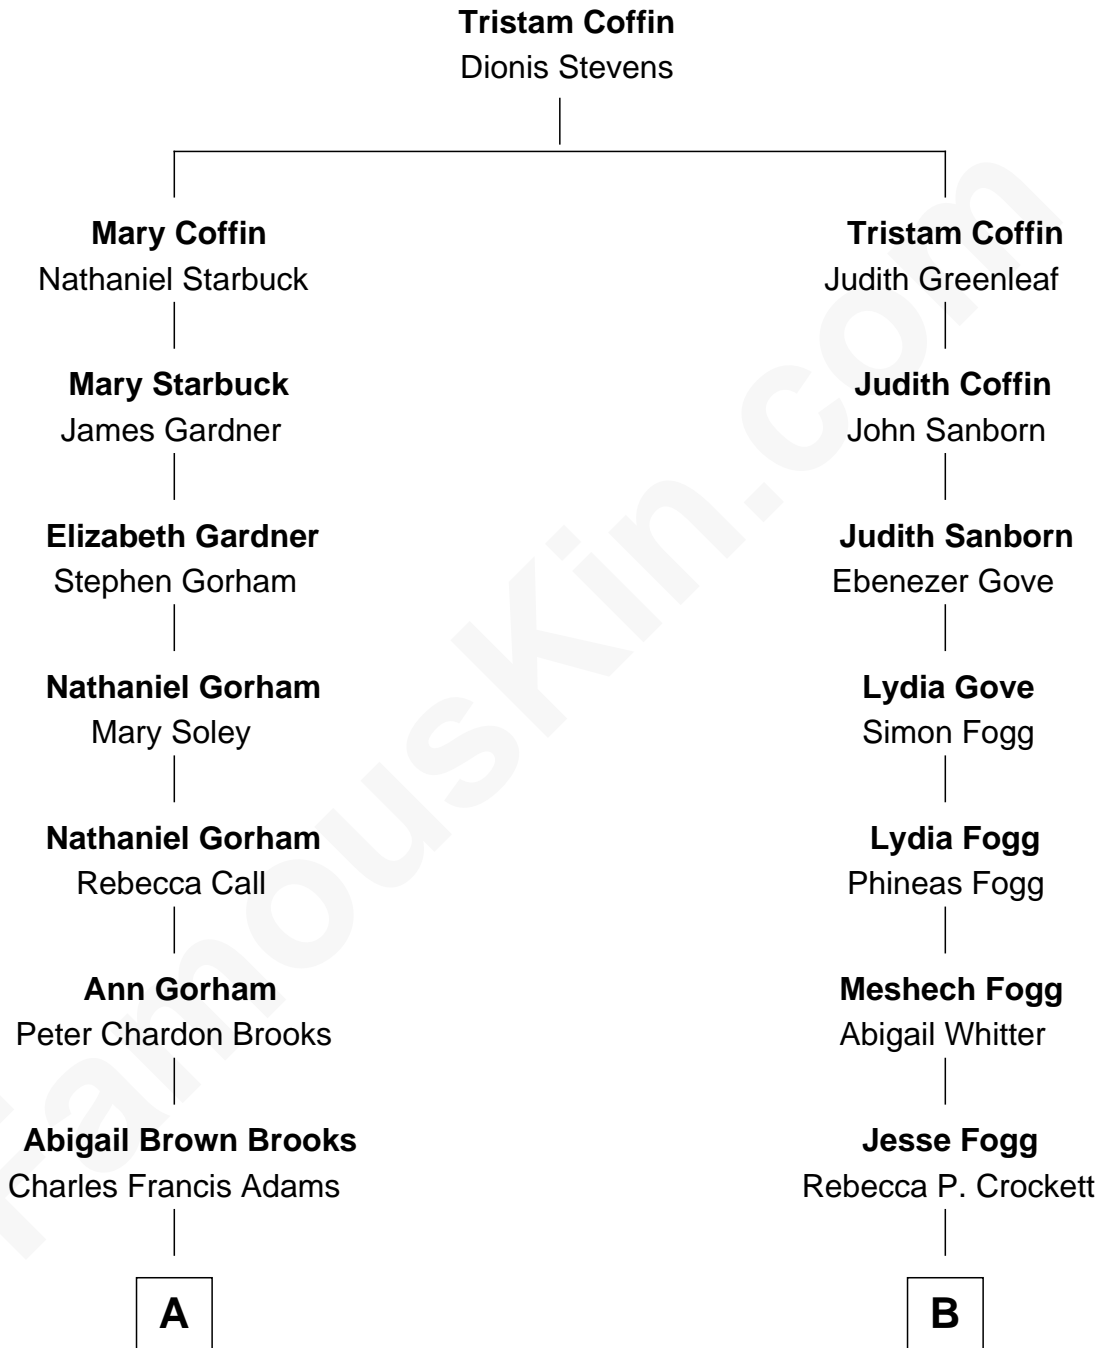 Tristam Coffin
Dionis Stevens
Mary Coffin
Nathaniel Starbuck
Tristam Coffin
Judith Greenleaf
Mary Starbuck
James Gardner
Judith Coffin
John Sanborn
Elizabeth Gardner
Stephen Gorham
Judith Sanborn
Ebenezer Gove
Nathaniel Gorham
Mary Soley
Lydia Gove
Simon Fogg
Nathaniel Gorham
Rebecca Call
Lydia Fogg
Phineas Fogg
Ann Gorham
Peter Chardon Brooks
Meshech Fogg
Abigail Whitter
Abigail Brown Brooks
Charles Francis Adams
Jesse Fogg
Rebecca P. Crockett
A
B
FamousKin.com